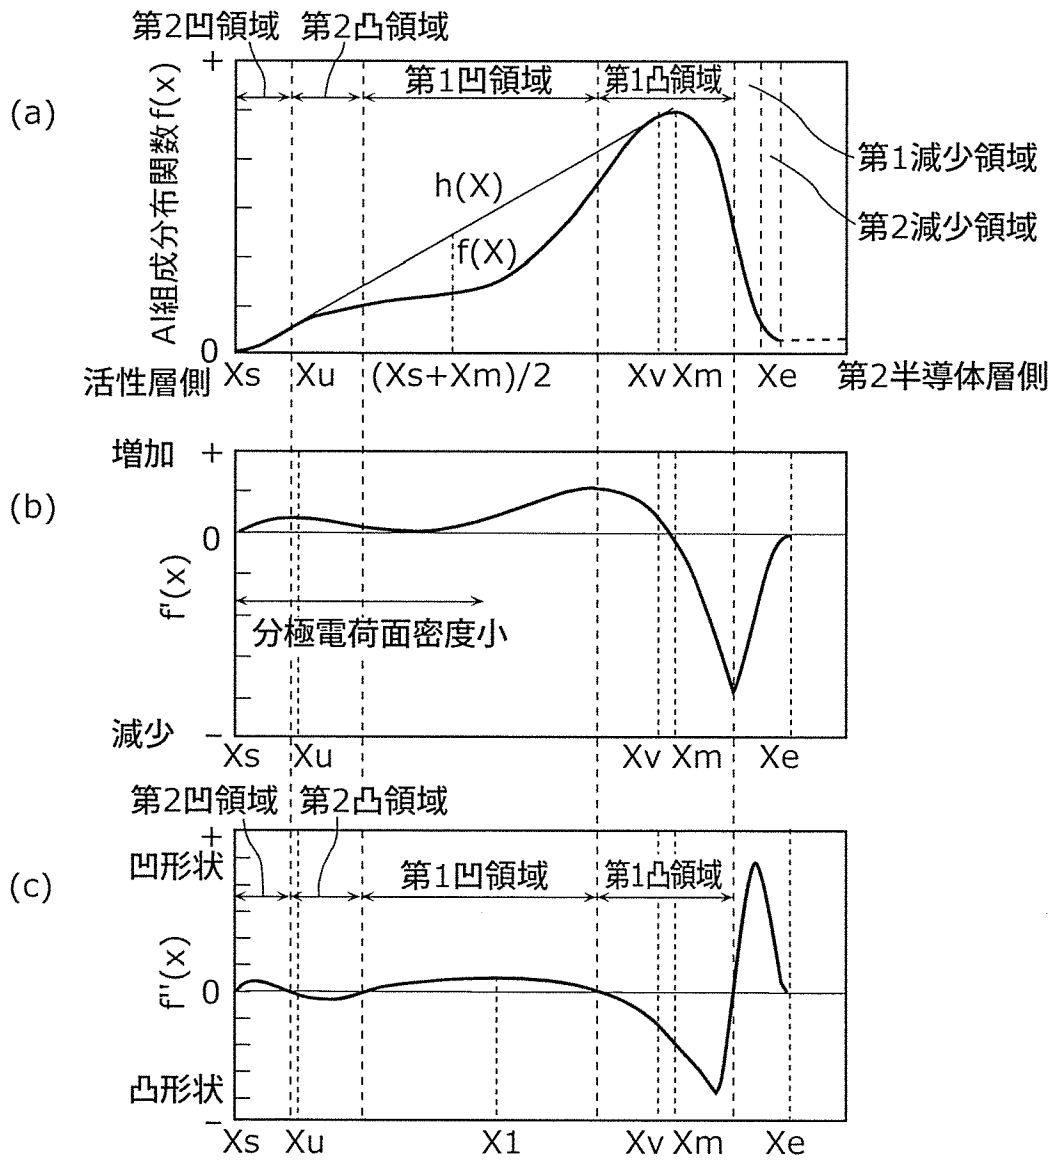 第2凹領域 第2凸領域
(a)
+
第1凹領域
第1凸領域
第1減少領域
第2減少領域
Al組成分布関数f(x)
h(X)
f(X)
0
活性層側
Xs
Xu
(Xs+Xm)/2
Xv
Xm
Xe
第2半導体層側
(b)
増加
+
0
f'(x)
分極電荷面密度小
減少
−
Xs
Xu
Xv
Xm
Xe
第2凹領域 第2凸領域
(c)
+
凹形状
第1凹領域
第1凸領域
f''(x)
0
凸形状
−
Xs
Xu
X1
Xv
Xm
Xe